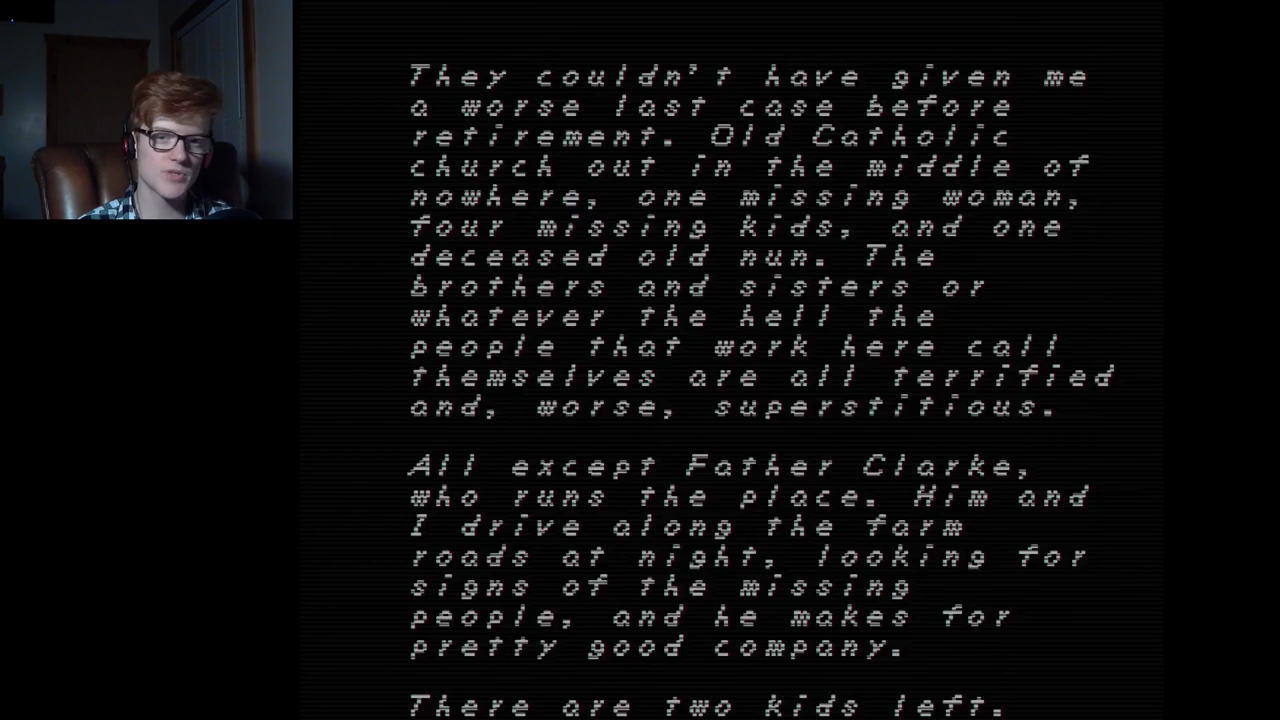 They couldn't have given me
a worse last case before
retirement. Old Catholic
church out in the middle of
nowhere, one missing woman,
four missing kids, and one
deceased old nun. The
brothers and sisters or
whatever the hell the
people that work here call
themselves are all terrified
and, worse, superstitious.
All except Father Clarke,
who runs the place. Him and
I drive along the farm
roads at night, looking for
signs of the missing
people, and he makes for
pretty good company.
There are two kids left.